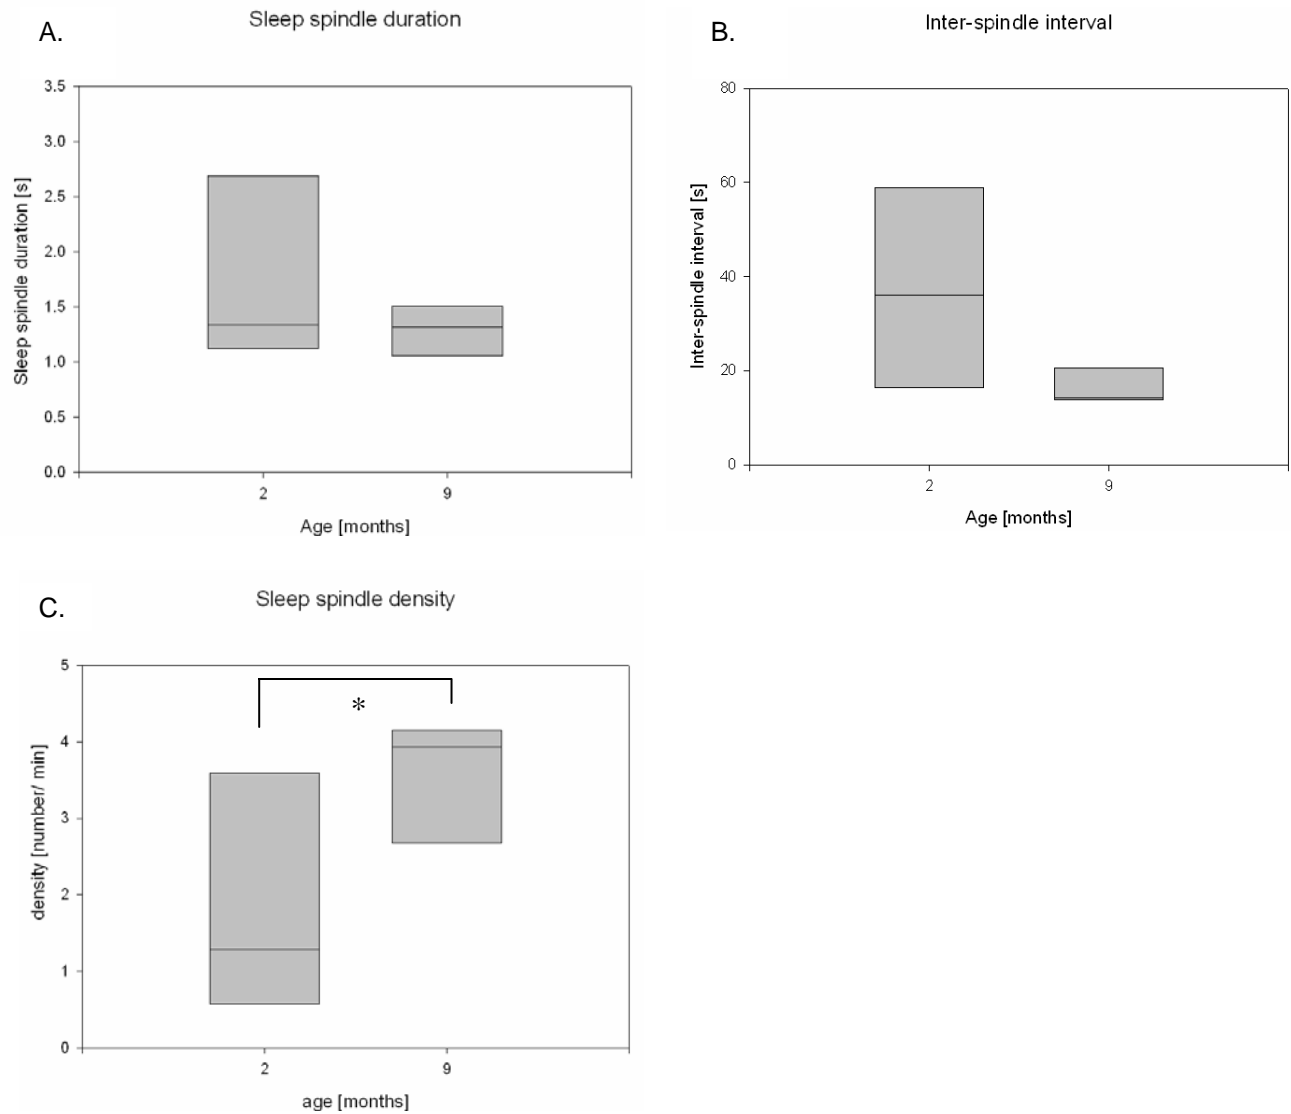 A.
Sleep spindle duration
3.5
3.0
2.5
2.0
1.5
1.0
0.5
0.0
Sleep spindle duration [s]
2 9
Age [months]
B.
Inter-spindle interval
80
60
40
20
0
Inter-spindle interval [s]
2 9
Age [months]
C.
Sleep spindle density
5
4
3
2
1
0
density [number/ min]
*
2 9
age [months]